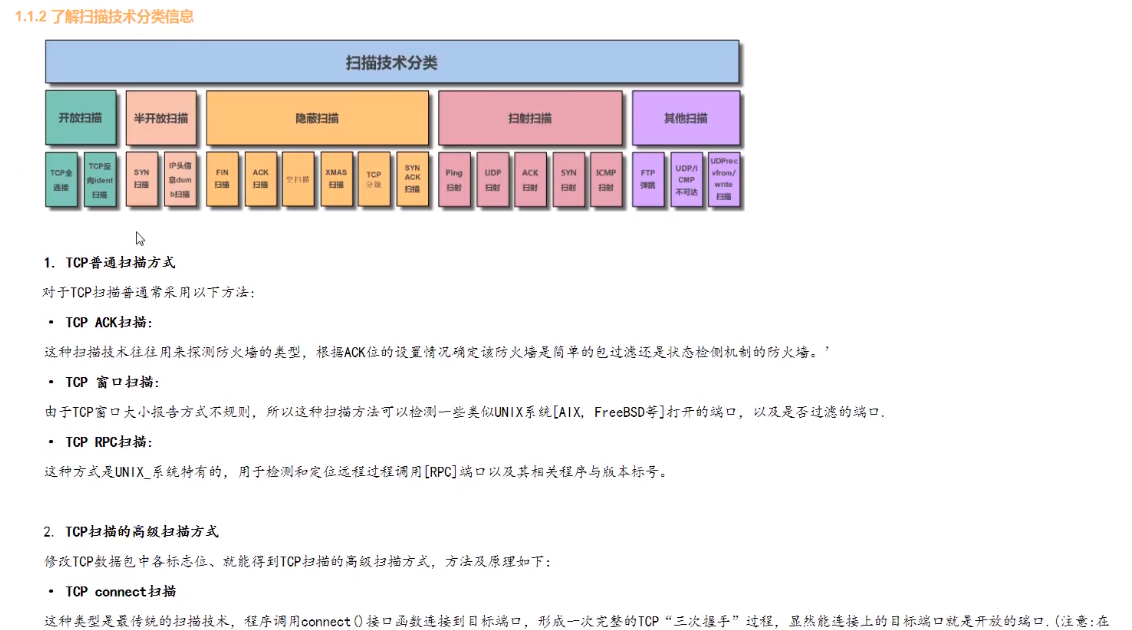 1.1.2 了解扫描技术分类信息
扫描技术分类
开放扫描 半开放扫描 隐蔽扫描 扫射扫描 其他扫描
TCP全连接 TCP反向Ident扫描 SYN扫描 IP头信息dumb扫描 FIN扫描 ACK扫描 空扫描 XMAS扫描 TCP分段 SYN ACK扫描 Ping扫射 UDP扫射 ACK扫射 SYN扫射 ICMP扫射 FTP弹跳 UDP/ICMP不可达 UDPrecvfrom/write扫描
1. TCP普通扫描方式
对于TCP扫描普通常采用以下方法:
• TCP ACK扫描:
这种扫描技术往往用来探测防火墙的类型, 根据ACK位的设置情况确定该防火墙是简单的包过滤还是状态检侧机制的防火墙。’
• TCP 窗口扫描:
由于TCP窗口大小报告方式不规则, 所以这种扫描方法可以检测一些类似UNIX系统[AIX, FreeBSD等]打开的端口, 以及是否过滤的端口.
• TCP RPC扫描:
这种方式是UNIX_系统特有的, 用于检测和定位远程过程调用[RPC]端口以及其相关程序与版本标号。
2. TCP扫描的高级扫描方式
修改TCP数据包中各标志位、就能得到TCP扫描的高级扫描方式, 方法及原理如下:
• TCP connect扫描
这种类型是最传统的扫描技术, 程序调用connect()接口函数连接到目标端口, 形成一次完整的TCP“三次握手”过程, 显然能连接上的目标端口就是开放的端口.(注意:在